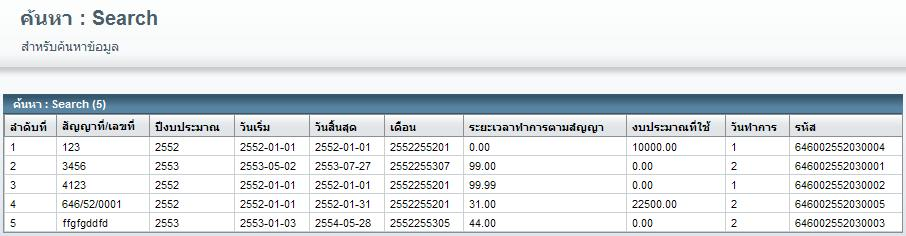 ค้นหา : Search
สำหรับค้นหาข้อมูล
ค้นหา : Search (5)
ลำดับที่ สัญญาที่/เลขที่ ปีงบประมาณ วันเริ่ม วันสิ้นสุด เดือน ระยะเวลาทำการตามสัญญา งบประมาณที่ใช้ วันทำการ รหัส
1 123 2552 2552-01-01 2552-01-01 2552255201 0.00 10000.00 1 646002552030004
2 3456 2553 2553-05-02 2553-07-27 2552255307 99.00 0.00 2 646002552030001
3 4123 2552 2552-01-01 2552-01-01 2552255201 99.99 0.00 1 646002552030002
4 646/52/0001 2552 2552-01-01 2552-01-31 2552255201 31.00 22500.00 2 646002552030005
5 ffgfgddfd 2553 2553-01-03 2554-05-28 2552255305 44.00 0.00 2 646002552030003